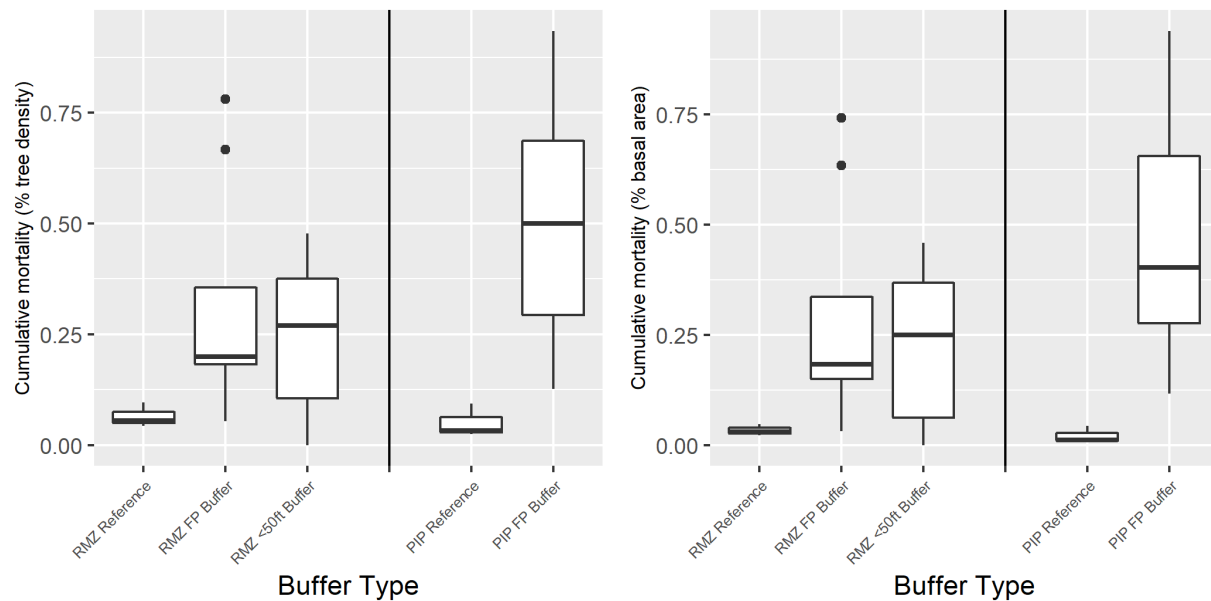 Cumulative mortality (% tree density)
0.75
0.50
0.25
0.00
RMZ Reference
RMZ FP Buffer
RMZ <50ft Buffer
PIP Reference
PIP FP Buffer
Buffer Type
Cumulative mortality (% basal area)
0.75
0.50
0.25
0.00
RMZ Reference
RMZ FP Buffer
RMZ <50ft Buffer
PIP Reference
PIP FP Buffer
Buffer Type